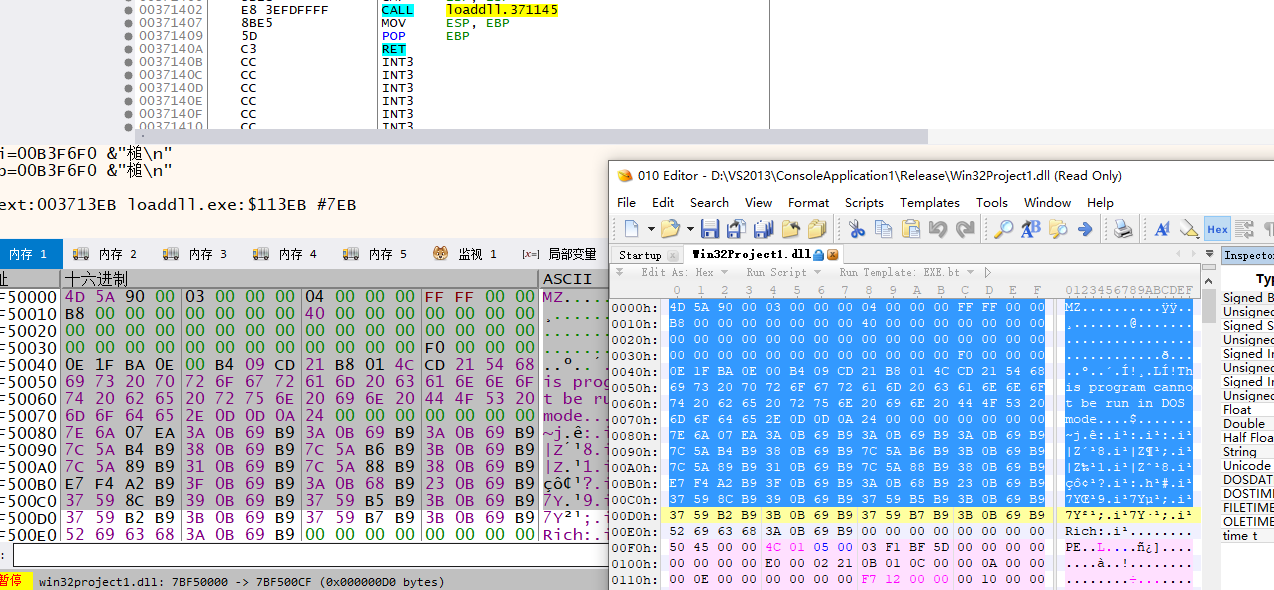 00371402 E8 3EFDFFFF CALL loaddll.371145
00371407 8BE5 MOV ESP, EBP
00371409 5D POP EBP
0037140A C3 RET
0037140B CC INT3
0037140C CC INT3
0037140D CC INT3
0037140E CC INT3
0037140F CC INT3
00371410 CC INT3
i=00B3F6F0 &"槌\n"
p=00B3F6F0 &"槌\n"
ext:003713EB loaddll.exe:$113EB #7EB
内存 1 内存 2 内存 3 内存 4 内存 5 监视 1 [x=] 局部变量
址 十六进制 ASCII
F50000 4D 5A 90 00 03 00 00 00 04 00 00 00 FF FF 00 00 MZ.....
F50010 B8 00 00 00 00 00 00 00 40 00 00 00 00 00 00 00 ¸......
F50020 00 00 00 00 00 00 00 00 00 00 00 00 00 00 00 00 .......
F50030 00 00 00 00 00 00 00 00 00 00 00 00 F0 00 00 00 .......
F50040 0E 1F BA 0E 00 B4 09 CD 21 B8 01 4C CD 21 54 68 ..º..
F50050 69 73 20 70 72 6F 67 72 61 6D 20 63 61 6E 6E 6F is prog
F50060 74 20 62 65 20 72 75 6E 20 69 6E 20 44 4F 53 20 t be ru
F50070 6D 6F 64 65 2E 0D 0D 0A 24 00 00 00 00 00 00 00 mode...
F50080 7E 6A 07 EA 3A 0B 69 B9 3A 0B 69 B9 3A 0B 69 B9 ~j.ê:.i
F50090 7C 5A B4 B9 38 0B 69 B9 7C 5A B6 B9 3B 0B 69 B9 |Z´¹8.i
F500A0 7C 5A 89 B9 31 0B 69 B9 7C 5A 88 B9 38 0B 69 B9 |Z.¹1.i
F500B0 E7 F4 A2 B9 3F 0B 69 B9 3A 0B 68 B9 23 0B 69 B9 çô¢¹?.i
F500C0 37 59 8C B9 39 0B 69 B9 37 59 B5 B9 3B 0B 69 B9 7Y.¹9.i
F500D0 37 59 B2 B9 3B 0B 69 B9 37 59 B7 B9 3B 0B 69 B9 7Y²¹;.i
F500E0 52 69 63 68 3A 0B 69 B9 00 00 00 00 00 00 00 00 Rich:.i
:
暂停 win32project1.dll: 7BF50000 -> 7BF500CF (0x000000D0 bytes)
010 Editor - D:\VS2013\ConsoleApplication1\Release\Win32Project1.dll (Read Only)
File Edit Search View Format Scripts Templates Tools Window Help
Hex
Startup Win32Project1.dll
Edit As: Hex Run Script Run Template: EXE.bt
0 1 2 3 4 5 6 7 8 9 A B C D E F 0123456789ABCDEF
0000h: 4D 5A 90 00 03 00 00 00 04 00 00 00 FF FF 00 00 MZ..........ÿÿ..
0010h: B8 00 00 00 00 00 00 00 40 00 00 00 00 00 00 00 ¸.......@.......
0020h: 00 00 00 00 00 00 00 00 00 00 00 00 00 00 00 00 ................
0030h: 00 00 00 00 00 00 00 00 00 00 00 00 F0 00 00 00 ............ð...
0040h: 0E 1F BA 0E 00 B4 09 CD 21 B8 01 4C CD 21 54 68 ..º..´.Í!¸.LÍ!Th
0050h: 69 73 20 70 72 6F 67 72 61 6D 20 63 61 6E 6E 6F is program canno
0060h: 74 20 62 65 20 72 75 6E 20 69 6E 20 44 4F 53 20 t be run in DOS
0070h: 6D 6F 64 65 2E 0D 0D 0A 24 00 00 00 00 00 00 00 mode....$.......
0080h: 7E 6A 07 EA 3A 0B 69 B9 3A 0B 69 B9 3A 0B 69 B9 ~j.ê:.i¹:.i¹:.i¹
0090h: 7C 5A B4 B9 38 0B 69 B9 7C 5A B6 B9 3B 0B 69 B9 |Z´¹8.i¹|Z¶¹;.i¹
00A0h: 7C 5A 89 B9 31 0B 69 B9 7C 5A 88 B9 38 0B 69 B9 |Z‰¹1.i¹|Zˆ¹8.i¹
00B0h: E7 F4 A2 B9 3F 0B 69 B9 3A 0B 68 B9 23 0B 69 B9 çô¢¹?.i¹:.h¹#.i¹
00C0h: 37 59 8C B9 39 0B 69 B9 37 59 B5 B9 3B 0B 69 B9 7YŒ¹9.i¹7Yµ¹;.i¹
00D0h: 37 59 B2 B9 3B 0B 69 B9 37 59 B7 B9 3B 0B 69 B9 7Y²¹;.i¹7Y·¹;.i¹
00E0h: 52 69 63 68 3A 0B 69 B9 00 00 00 00 00 00 00 00 Rich:.i¹........
00F0h: 50 45 00 00 4C 01 05 00 03 F1 BF 5D 00 00 00 00 PE..L....ñ¿]....
0100h: 00 00 00 00 E0 00 02 21 0B 01 0C 00 00 0A 00 00 ....à..!........
0110h: 00 0E 00 00 00 00 00 00 F7 12 00 00 00 10 00 00 ........÷.......
Inspector
Typ
Signed B
Unsigned
Signed S
Unsigned
Signed In
Unsigned
Signed In
Unsigned
Float
Double
Half Floa
String
Unicode
DOSDAT
DOSTIME
FILETIME
OLETIME
time t